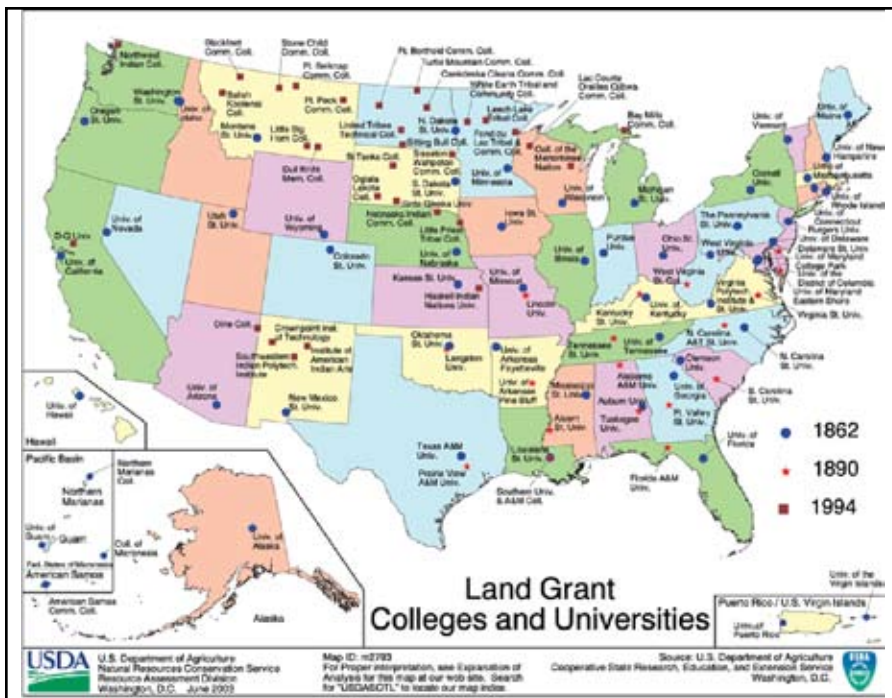 Northwest
Indian Coll.
Blackfeet
Comm. Coll.
Stone Child
Comm. Coll.
Ft. Belknap
Comm. Coll.
Ft. Berthold Comm. Coll.
Turtle Mountain Comm. Coll.
Cankdeska Cikana Comm. Coll.
White Earth Tribal and
Community Coll.
Lac Courte
Oreilles Ojibwa
Comm. Coll.
Bay Mills
Comm. Coll.
Washington
St. Univ.
Oregon
St. Univ.
Univ. of
Idaho
Salish
Kootenai
Coll.
Ft. Peck
Comm. Coll.
Montana
St. Univ.
Little Big
Horn Coll.
Dull Knife
Mem. Coll.
United Tribes
Technical Coll.
N. Dakota
St. Univ.
Sitting Bull Coll.
Leech Lake
Tribal Coll.
Fond du
Lac Tribal
& Comm. Coll.
Coll. of the
Menominee
Nation
Si Tanka Coll.
Sisseton
Wahpeton
Comm. Coll.
Oglala
Lakota
Coll.
S. Dakota
St. Univ.
Sinte Gleska Univ.
Univ. of
Minnesota
Univ. of
Wisconsin
Michigan
St. Univ.
Cornell
Univ.
Univ. of
Vermont
Univ. of
Maine
Univ. of New
Hampshire
Univ. of
Massachusetts
Univ. of
Rhode Island
Univ. of
Connecticut
Rutgers Univ.
Univ. of Delaware
Delaware St. Univ.
Univ. of Maryland
College Park
Univ. of the
District of Columbia
Univ. of Maryland
Eastern Shore
Virginia St. Univ.
D-Q Univ.
Univ. of
California
Univ. of
Nevada
Utah St.
Univ.
Univ. of
Wyoming
Colorado St.
Univ.
Nebraska Indian
Comm. Coll.
Little Priest
Tribal Coll.
Univ. of
Nebraska
Iowa St.
Univ.
Univ. of
Illinois
Purdue
Univ.
Ohio St.
Univ.
The Pennsylvania
St. Univ.
West Virginia
Univ.
West Virginia
St. Coll.
Virginia
Polytech
Institute
& St. Univ.
Kansas St. Univ.
Haskell Indian
Nations Univ.
Univ. of
Missouri
Lincoln
Univ.
Kentucky
St. Univ.
Univ. of
Kentucky
Tennessee
St. Univ.
Univ. of
Tennessee
N. Carolina
A&T St. Univ.
N. Carolina
St. Univ.
Clemson
Univ.
S. Carolina
St. Univ.
Dine Coll.
Crownpoint Inst.
of Technology
Institute of
American
Indian Arts
Southwestern
Indian Polytech.
Institute
Univ. of
Arizona
New Mexico
St. Univ.
Oklahoma
St. Univ.
Langston
Univ.
Univ. of
Arkansas
Fayetteville
Univ. of
Arkansas
Pine Bluff
Mississippi
St. Univ.
Alcorn
St. Univ.
Alabama
A&M Univ.
Auburn Univ.
Tuskegee
Univ.
Univ. of
Georgia
Ft. Valley
St. Univ.
Texas A&M
Univ.
Prairie View
A&M Univ.
Louisiana
St. Univ.
Southern Univ.
& A&M Coll.
Florida A&M
Univ.
Univ. of
Florida
1862
1890
1994
Univ. of
Hawaii
Hawaii
Pacific Basin
Northern
Marianas
Coll.
Northern
Marianas
Univ. of
Guam
Guam
Coll. of Micronesia
Fed. States of Micronesia
American Samoa
American Samoa
Comm. Coll.
Univ. of
Alaska
Alaska
Land Grant
Colleges and Universities
Puerto Rico / U.S. Virgin Islands
Univ. of
Puerto Rico
Univ. of the
Virgin Islands
USDA
U.S. Department of Agriculture
Natural Resources Conservation Service
Resource Assessment Division
Washington, D.C. June 2003
Map ID: m2793
For Proper interpretation, see Explanation of
Analysis for this map at our web site. Search
for "USDA&OTL" to locate our map index.
Source: U.S. Department of Agriculture
Cooperative State Research, Education, and Extension Service
Washington, D.C.